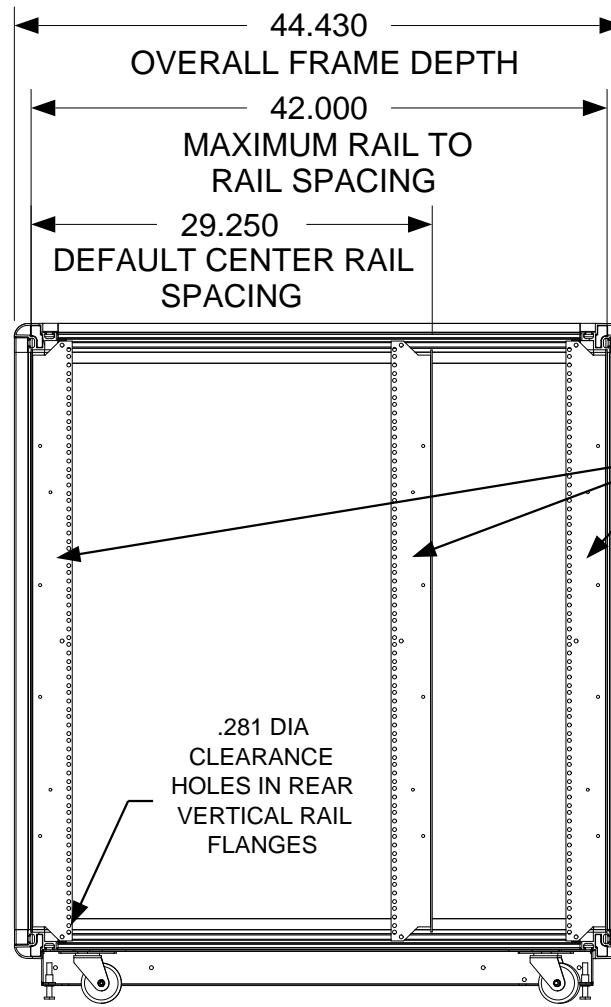 44.430
OVERALL FRAME DEPTH
42.000
MAXIMUM RAIL TO
RAIL SPACING
29.250
DEFAULT CENTER RAIL
SPACING
.281 DIA
CLEARANCE
HOLES IN REAR
VERTICAL RAIL
FLANGES